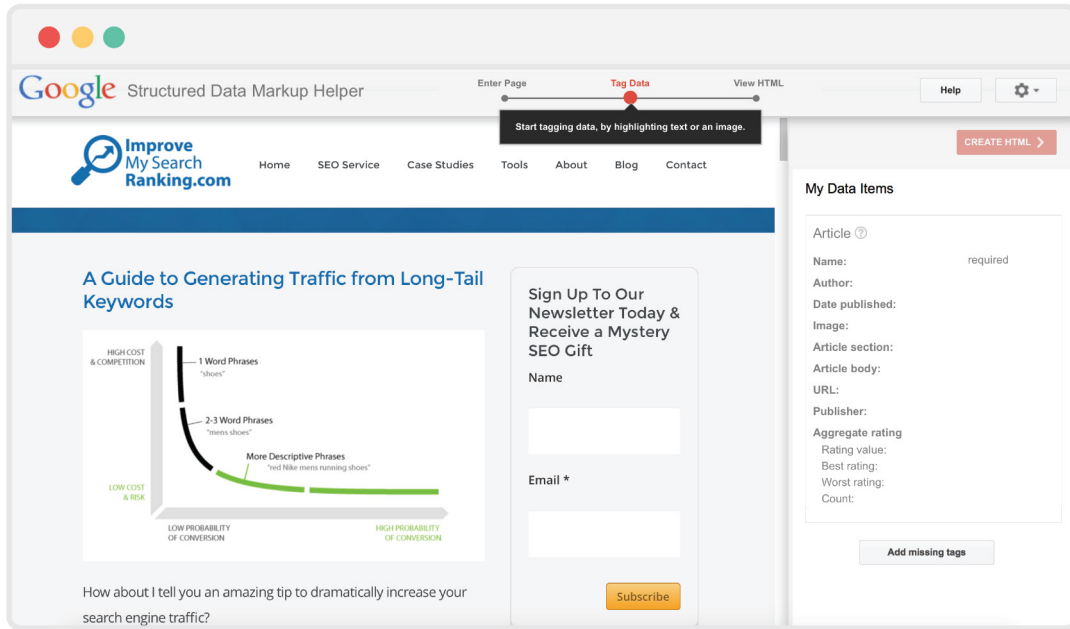 Google Structured Data Markup Helper
Enter Page
Tag Data
View HTML
Help
Start tagging data, by highlighting text or an image.
CREATE HTML
Improve
My Search
Ranking.com
Home
SEO Service
Case Studies
Tools
About
Blog
Contact
A Guide to Generating Traffic from Long-Tail
Keywords
HIGH COST
& COMPETITION
1 Word Phrases
"shoes"
2-3 Word Phrases
"mens shoes"
More Descriptive Phrases
"red Nike mens running shoes"
LOW COST
& RISK
LOW PROBABILITY
OF CONVERSION
HIGH PROBABILITY
OF CONVERSION
How about I tell you an amazing tip to dramatically increase your
search engine traffic?
Sign Up To Our
Newsletter Today &
Receive a Mystery
SEO Gift
Name
Email *
Subscribe
My Data Items
Article ?
Name: required
Author:
Date published:
Image:
Article section:
Article body:
URL:
Publisher:
Aggregate rating
Rating value:
Best rating:
Worst rating:
Count:
Add missing tags